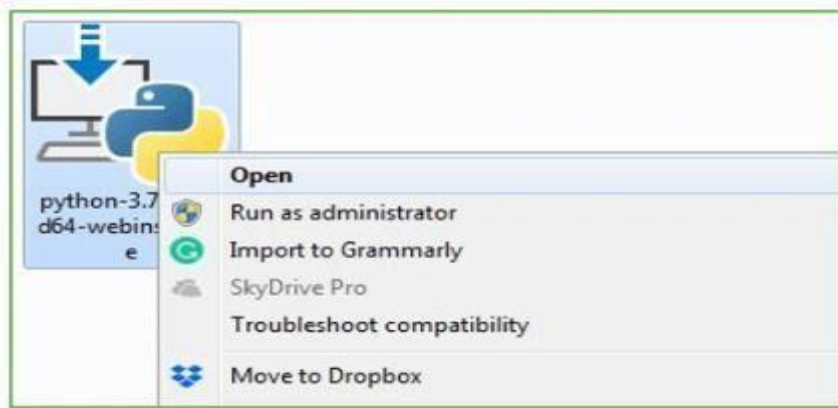 python-3.7
d64-webins
e
Open
Run as administrator
Import to Grammarly
SkyDrive Pro
Troubleshoot compatibility
Move to Dropbox